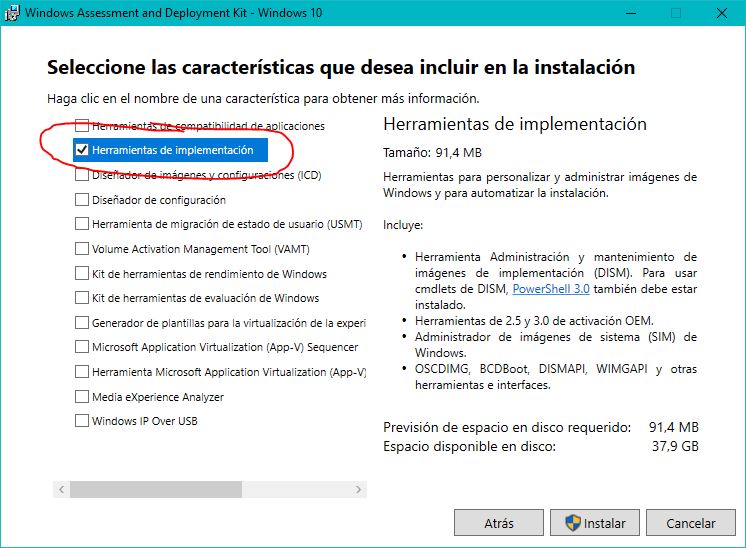 Windows Assessment and Deployment Kit - Windows 10
Seleccione las características que desea incluir en la instalación
Haga clic en el nombre de una característica para obtener más información.
Herramientas de compatibilidad de aplicaciones
Herramientas de implementación
Diseñador de imágenes y configuraciones (ICD)
Diseñador de configuración
Herramienta de migración de estado de usuario (USMT)
Volume Activation Management Tool (VAMT)
Kit de herramientas de rendimiento de Windows
Kit de herramientas de evaluación de Windows
Generador de plantillas para la virtualización de la experi
Microsoft Application Virtualization (App-V) Sequencer
Herramienta Microsoft Application Virtualization (App-V)
Media eXperience Analyzer
Windows IP Over USB
Herramientas de implementación
Tamaño: 91,4 MB
Herramientas para personalizar y administrar imágenes de
Windows y para automatizar la instalación.
Incluye:
• Herramienta Administración y mantenimiento de
imágenes de implementación (DISM). Para usar
cmdlets de DISM, PowerShell 3.0 también debe estar
instalado.
• Herramientas de 2.5 y 3.0 de activación OEM.
• Administrador de imágenes de sistema (SIM) de
Windows.
• OSCDIMG, BCDBoot, DISMAPI, WIMGAPI y otras
herramientas e interfaces.
Previsión de espacio en disco requerido: 91,4 MB
Espacio disponible en disco: 37,9 GB
Atrás
Instalar
Cancelar